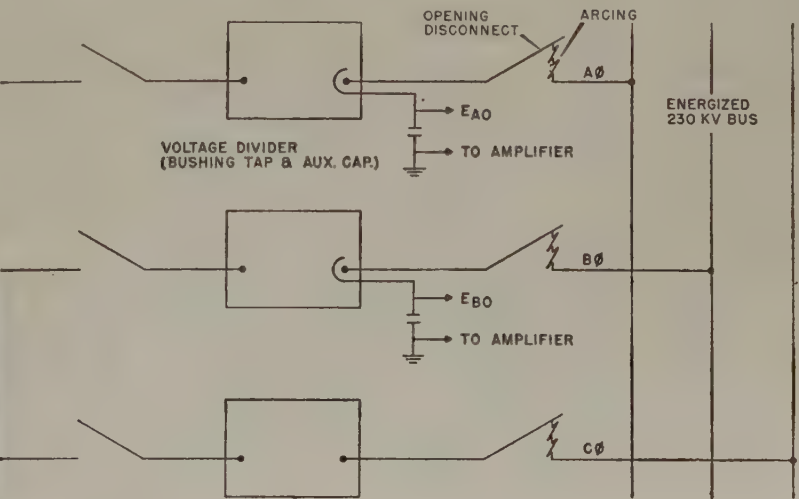 OPENING
DISCONNECT
ARCING
AØ
ENERGIZED
230 KV BUS
EAO
VOLTAGE DIVIDER
(BUSHING TAP & AUX. CAP.)
TO AMPLIFIER
BØ
EBO
TO AMPLIFIER
CØ